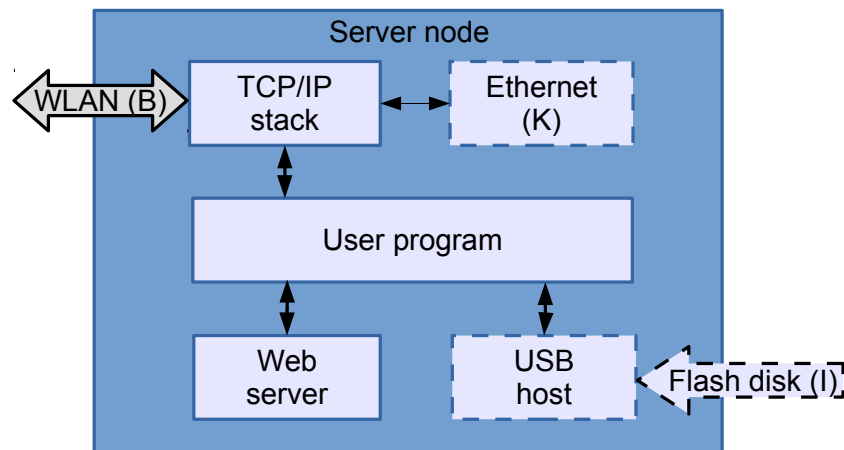 Server node
WLAN (B)
TCP/IP
stack
Ethernet
(K)
User program
Web
server
USB
host
Flash disk (I)